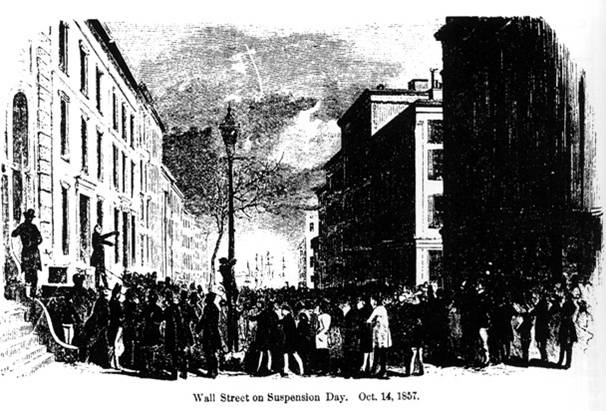 Wall Street on Suspension Day. Oct. 14, 1857.